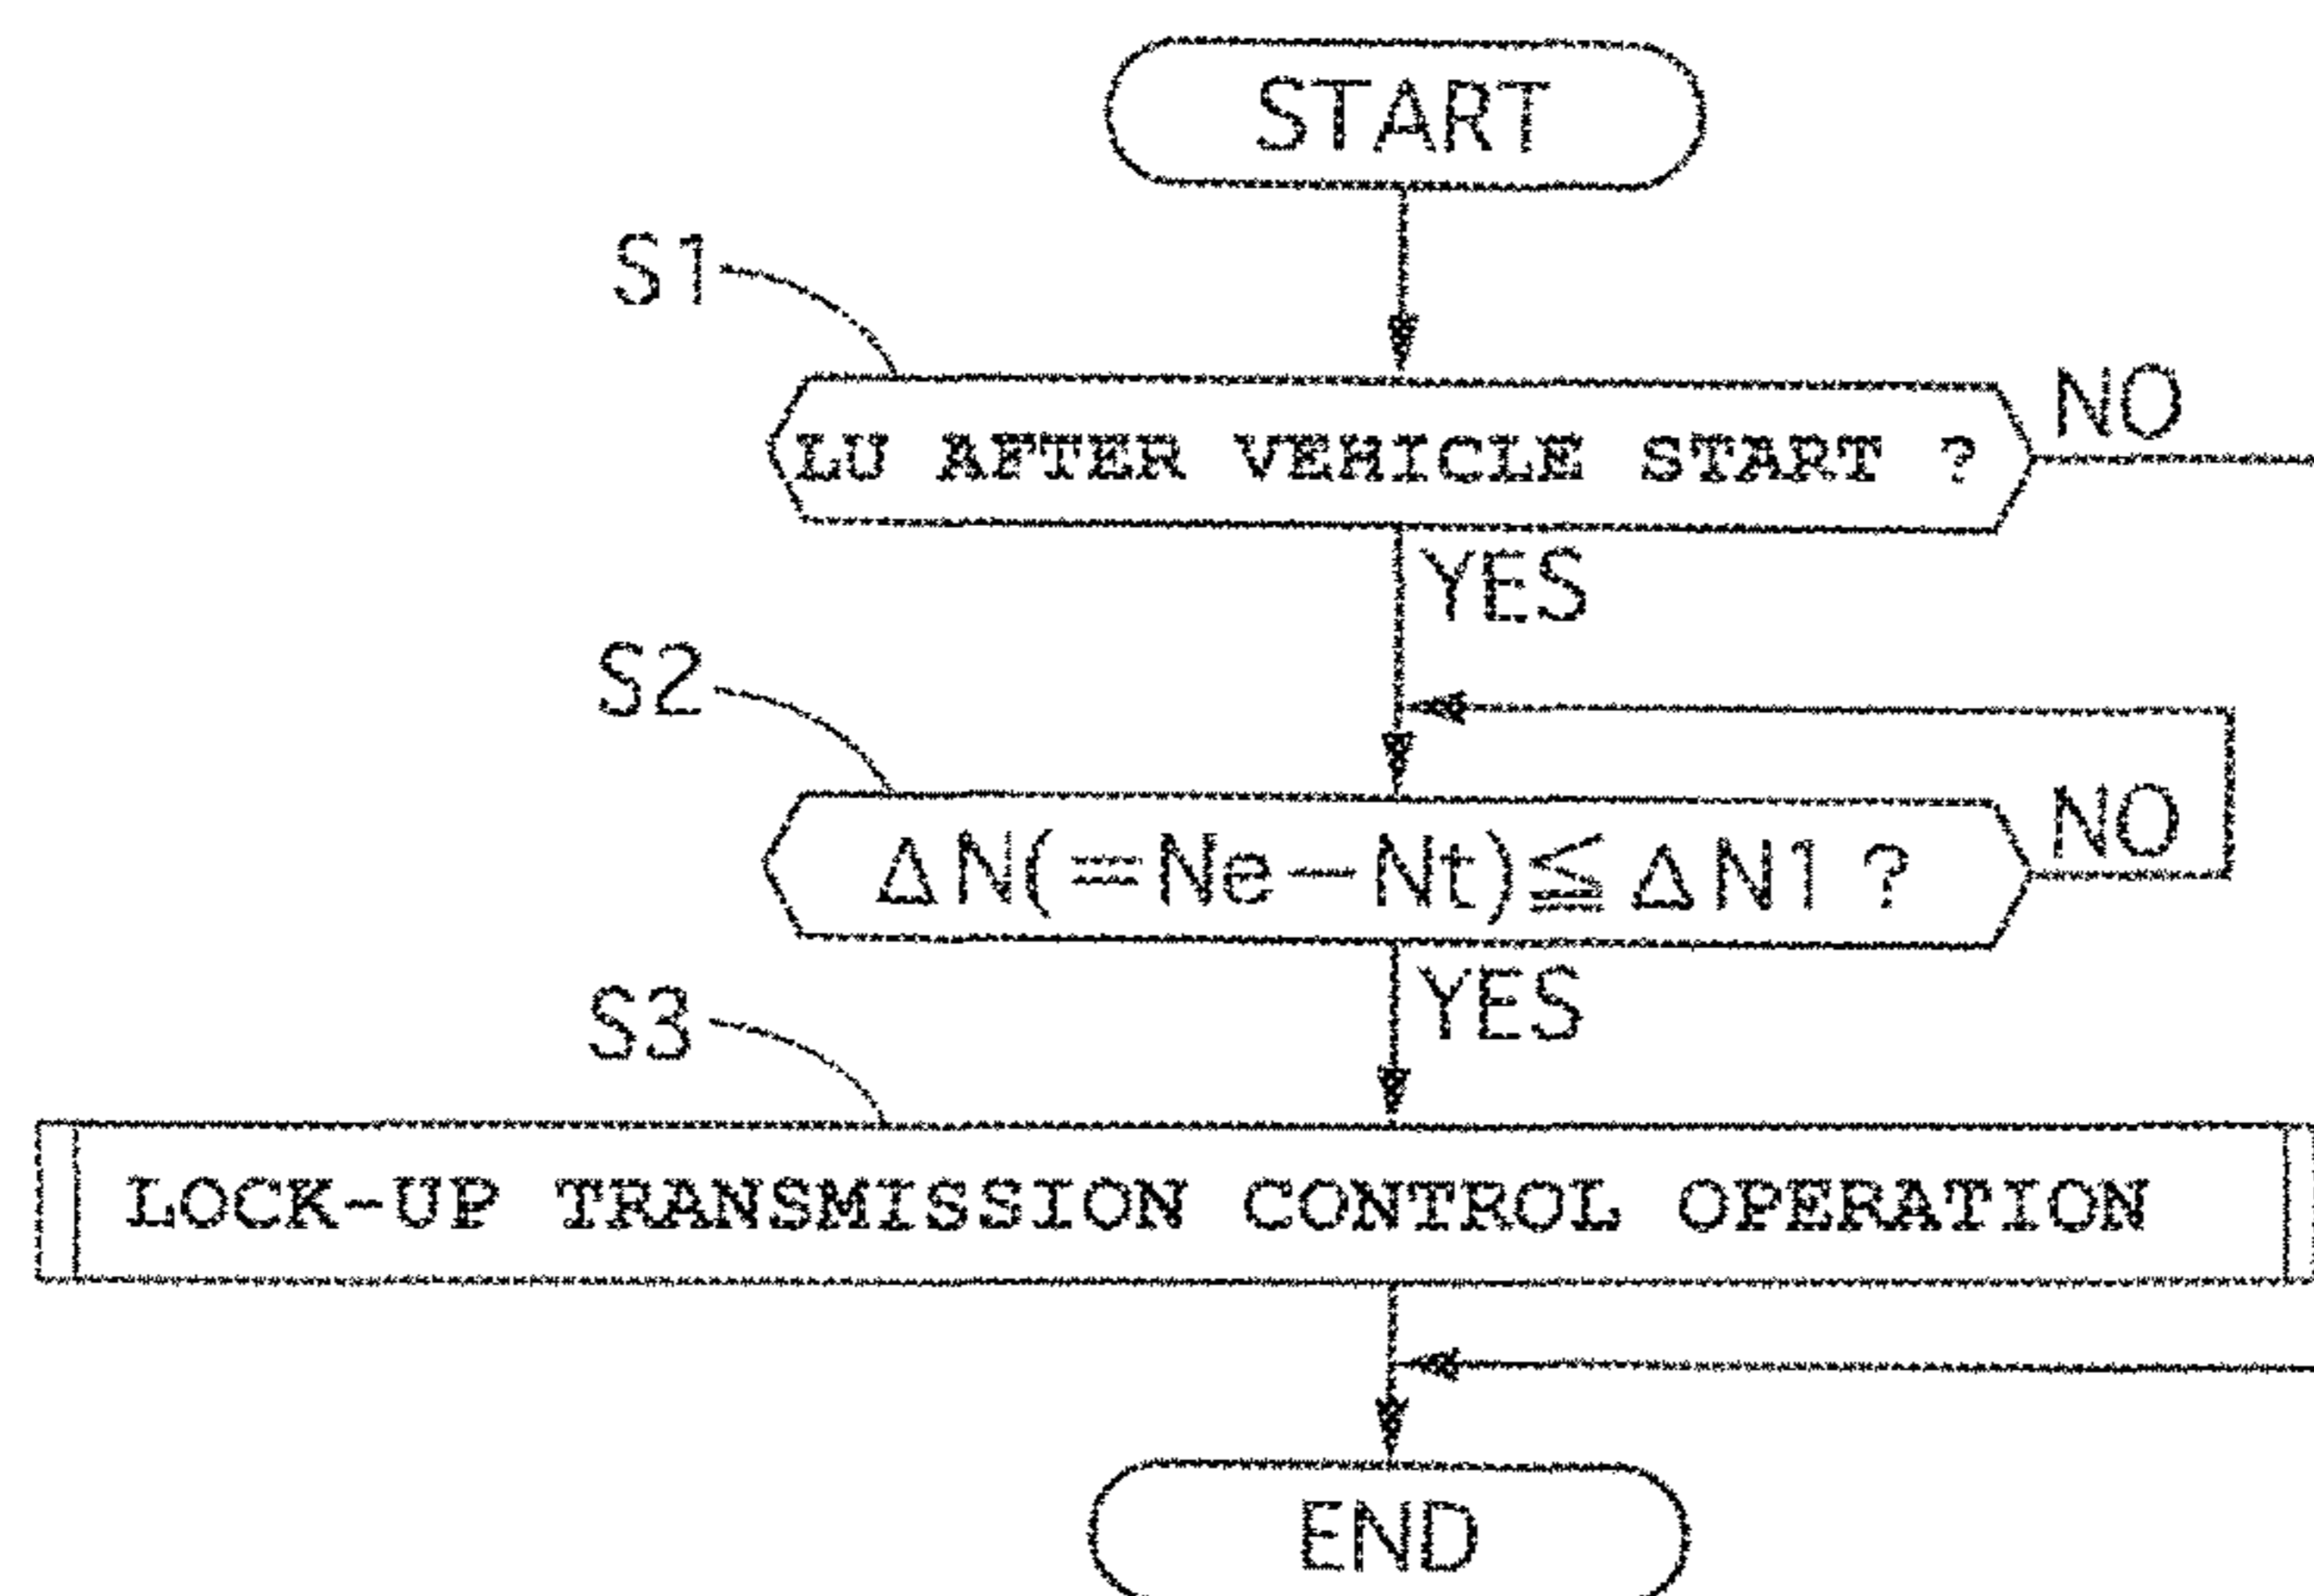 START
S1
LU AFTER VEHICLE START ?
NO
YES
S2
ΔN(=Ne-Nt)≦ΔN1 ?
NO
YES
S3
LOCK-UP TRANSMISSION CONTROL OPERATION
END